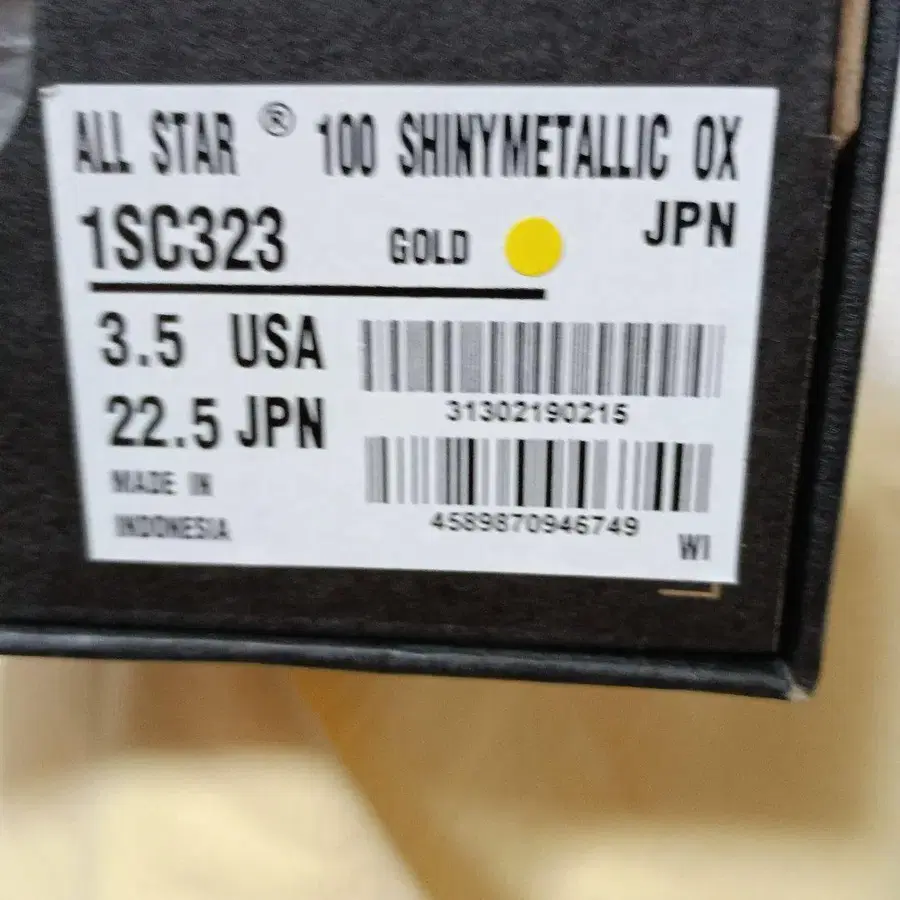 ALL STAR ® 100 SHINYMETALLIC OX
1SC323 GOLD JPN
3.5 USA
22.5 JPN
31302190215
MADE IN
INDONESIA
4589870946749
WI